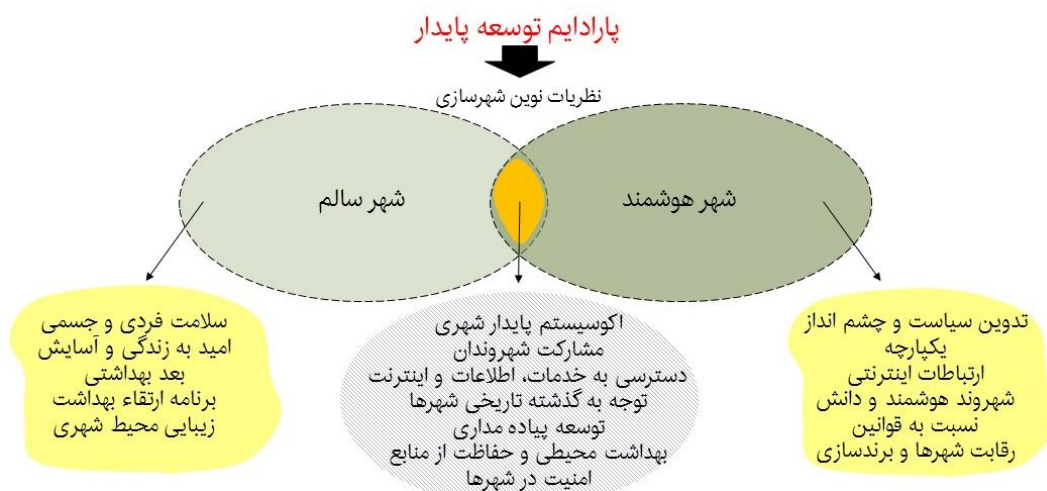 پارادایم توسعه پایدار
نظریات نوین شهرسازی
شهر هوشمند
شهر سالم
تدوین سیاست و چشم انداز
یکپارچه
ارتباطات اینترنتی
شهروند هوشمند و دانش
نسبت به قوانین
رقابت شهرها و برندسازی
اکوسیستم پایدار شهری
مشارکت شهروندان
دسترسی به خدمات، اطلاعات و اینترنت
توجه به گذشته تاریخی شهرها
توسعه پیاده مداری
بهداشت محیطی و حفاظت از منابع
امنیت در شهرها
سلامت فردی و جسمی
امید به زندگی و آسایش
بعد بهداشتی
برنامه ارتقاء بهداشت
زیبایی محیط شهری